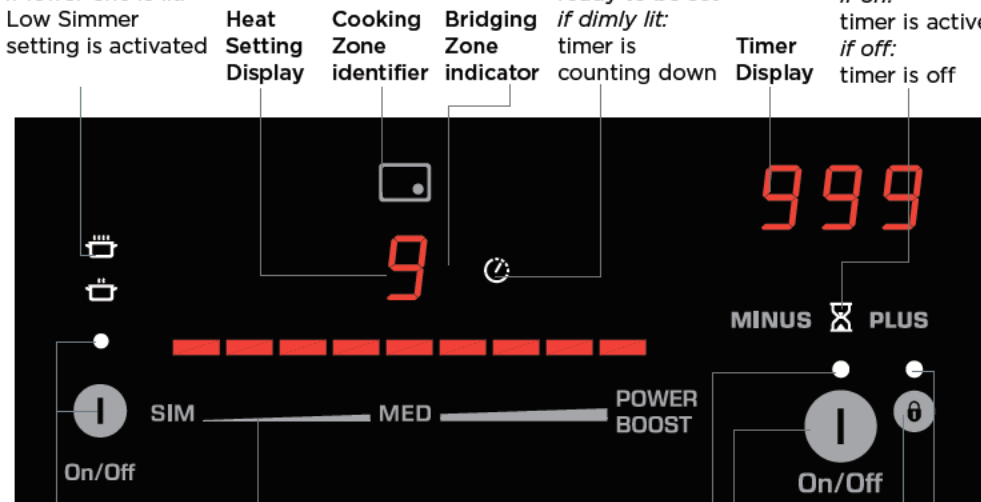 Low Simmer
setting is activated
Heat
Setting
Display
Cooking
Zone
identifier
Bridging
Zone
indicator
if dimly lit:
timer is
counting down
Timer
Display
timer is active
if off:
timer is off
999
9
MINUS
PLUS
SIM
MED
POWER
BOOST
On/Off
On/Off